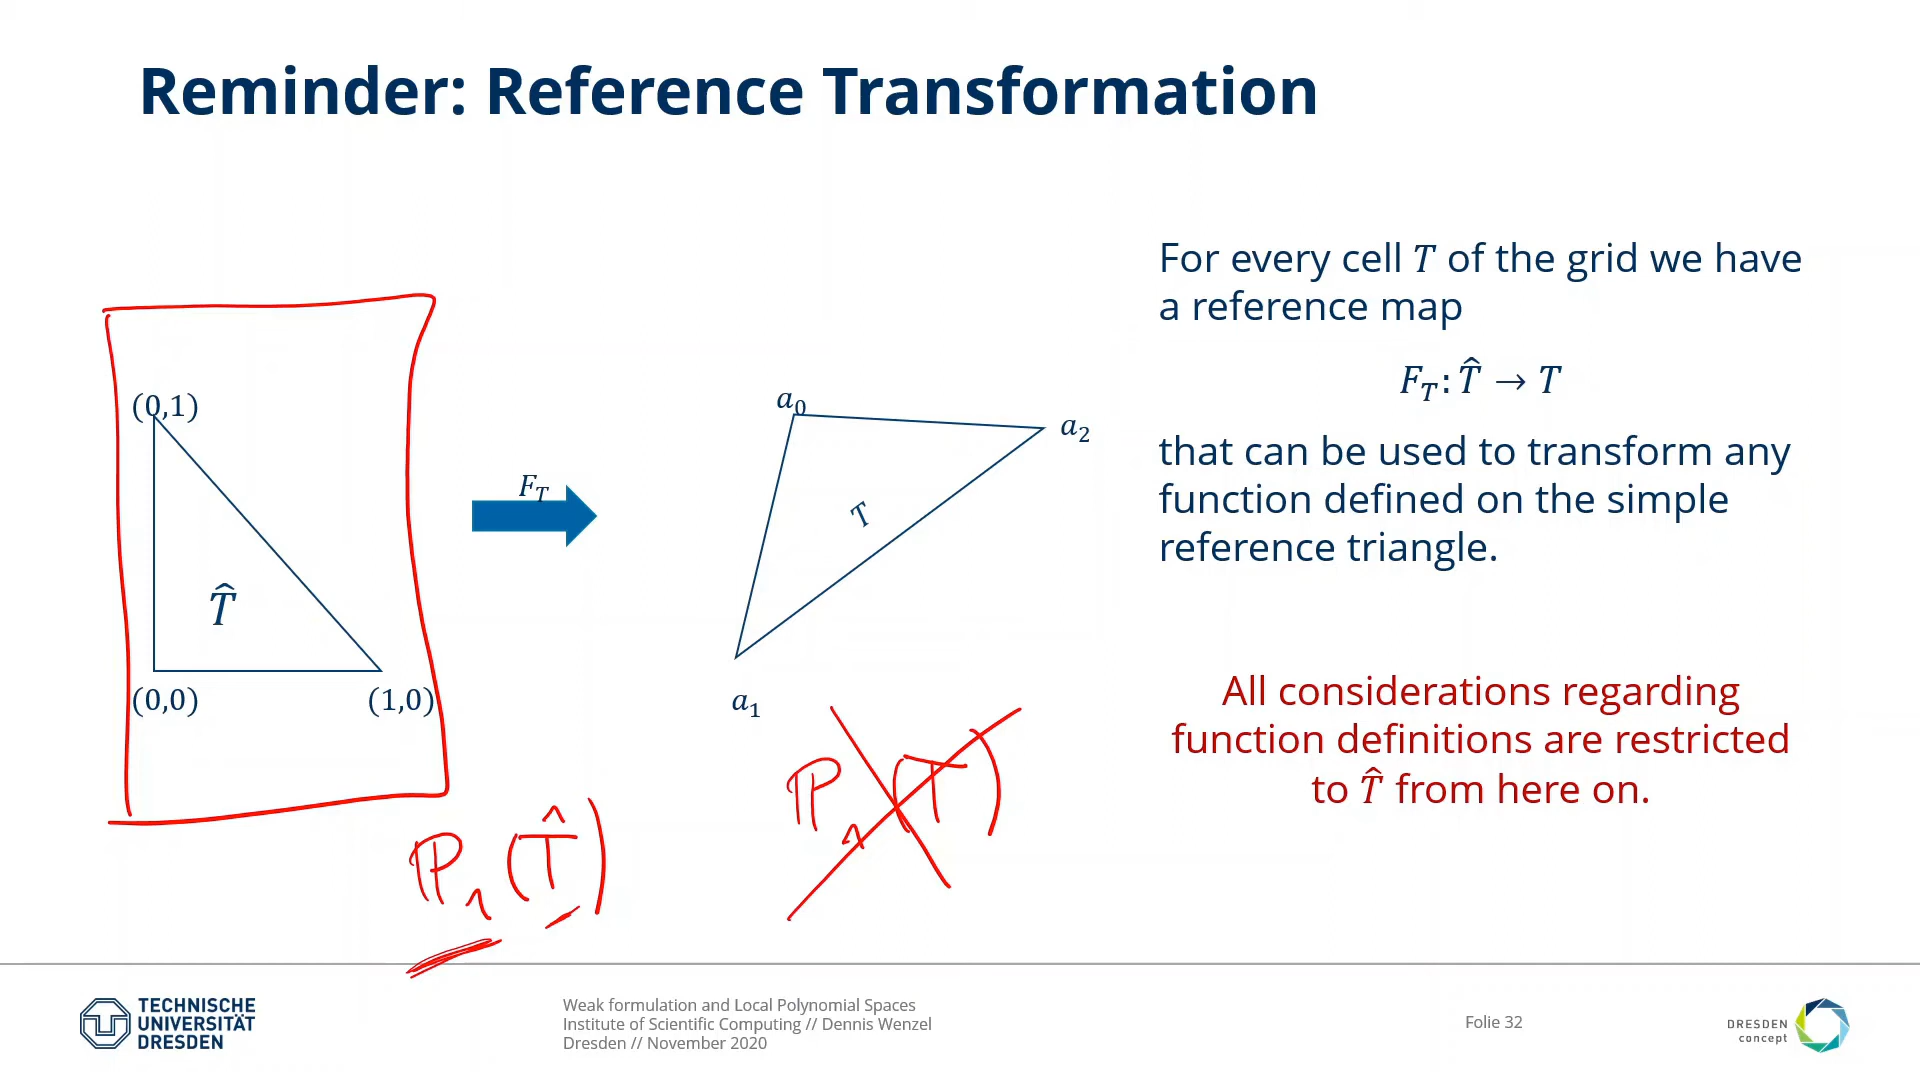 Reminder: Reference Transformation
For every cell T of the grid we have
a reference map
F_T: T̂ → T
that can be used to transform any
function defined on the simple
reference triangle.
All considerations regarding
function definitions are restricted
to T̂ from here on.
(0,1)
T̂
(0,0)
(1,0)
F_T
a_0
a_2
T
a_1
ℙ_1(T̂)
ℙ_1(T)
TECHNISCHE
UNIVERSITÄT
DRESDEN
Weak formulation and Local Polynomial Spaces
Institute of Scientific Computing // Dennis Wenzel
Dresden // November 2020
Folie 32
DRESDEN
concept